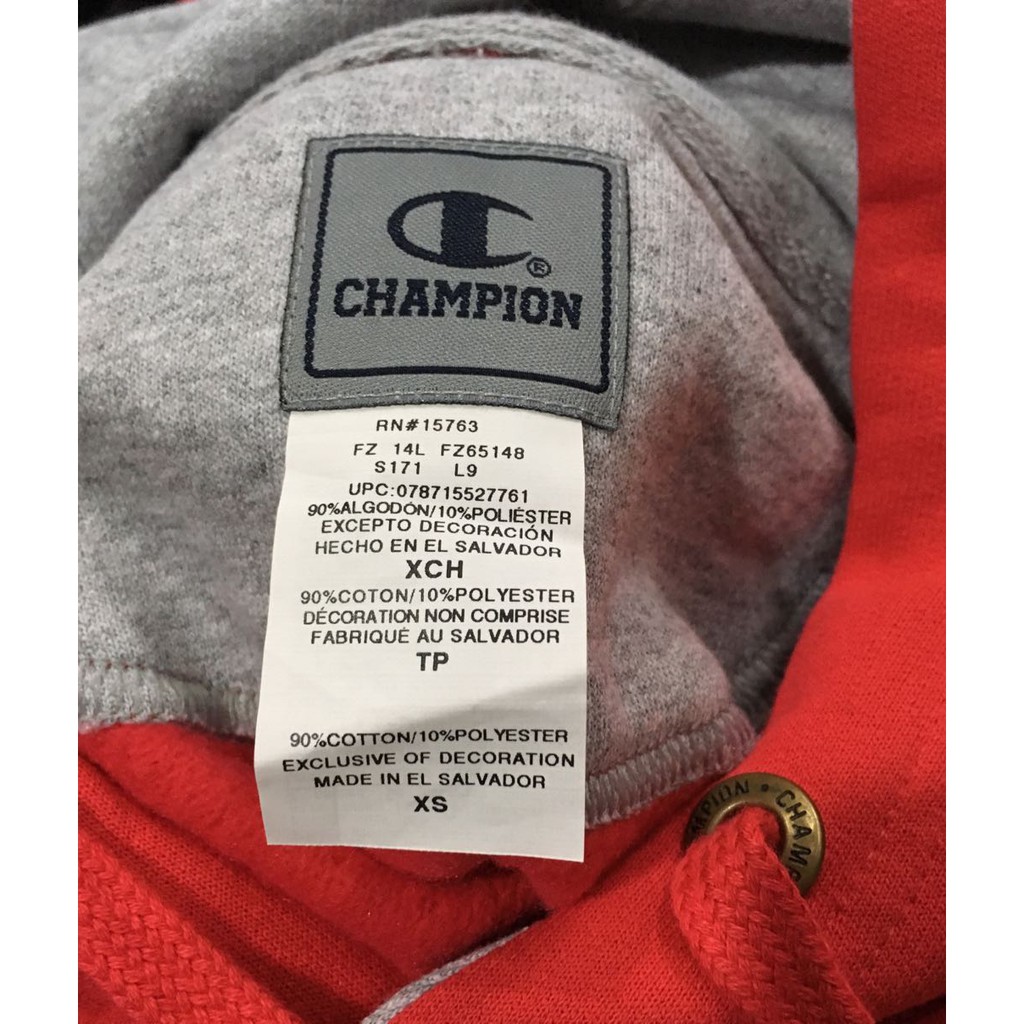 CHAMPION
RN#15763
FZ 14L FZ65148
S171 L9
UPC:078715527761
90%ALGODÓN/10%POLIÉSTER
EXCEPTO DECORACIÓN
HECHO EN EL SALVADOR
XCH
90%COTON/10%POLYESTER
DÉCORATION NON COMPRISE
FABRIQUÉ AU SALVADOR
TP
90%COTTON/10%POLYESTER
EXCLUSIVE OF DECORATION
MADE IN EL SALVADOR
XS